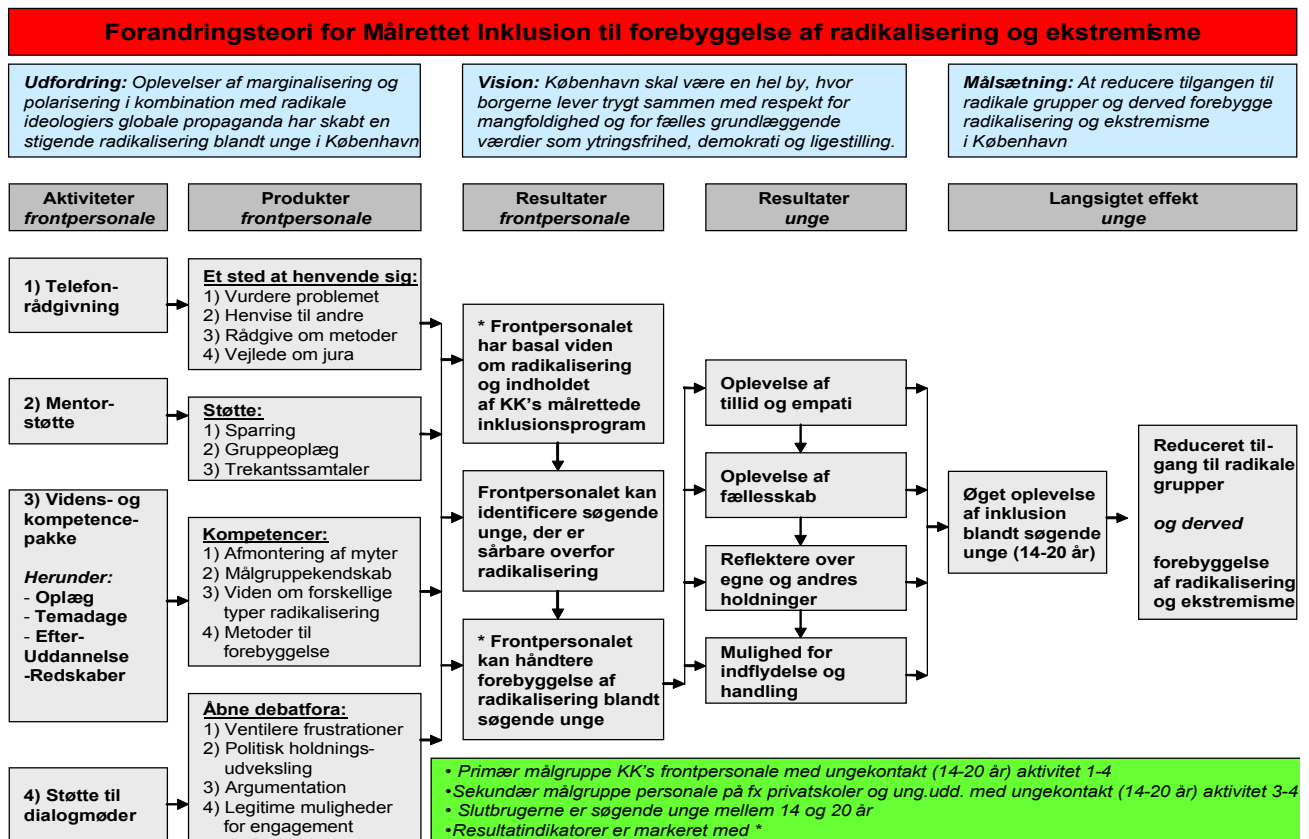 Forandringsteori for Målrettet Inklusion til forebyggelse af radikalisering og ekstremisme
Udfordring: Oplevelser af marginalisering og
polarisering i kombination med radikale
ideologiers globale propaganda har skabt en
stigende radikalisering blandt unge i København
Vision: København skal være en hel by, hvor
borgerne lever trygt sammen med respekt for
mangfoldighed og for fælles grundlæggende
værdier som ytringsfrihed, demokrati og ligestilling.
Målsætning: At reducere tilgangen til
radikale grupper og derved forebygge
radikalisering og ekstremisme
i København
Aktiviteter
frontpersonale
Produkter
frontpersonale
Resultater
frontpersonale
Resultater
unge
Langsigtet effekt
unge
1) Telefon-
rådgivning
2) Mentor-
støtte
3) Videns- og
kompetence-
pakke
Herunder:
- Oplæg
- Temadage
- Efter-
Uddannelse
-Redskaber
4) Støtte til
dialogmøder
Et sted at henvende sig:
1) Vurdere problemet
2) Henvise til andre
3) Rådgive om metoder
4) Vejlede om jura
Støtte:
1) Sparring
2) Gruppeoplæg
3) Trekantssamtaler
Kompetencer:
1) Afmontering af myter
2) Målgruppekendskab
3) Viden om forskellige
typer radikalisering
4) Metoder til
forebyggelse
Åbne debatfora:
1) Ventilere frustrationer
2) Politisk holdnings-
udveksling
3) Argumentation
4) Legitime muligheder
for engagement
* Frontpersonalet
har basal viden
om radikalisering
og indholdet
af KK's målrettede
inklusionsprogram
Frontpersonalet kan
identificere søgende
unge, der er
sårbare overfor
radikalisering
* Frontpersonalet
kan håndtere
forebyggelse af
radikalisering blandt
søgende unge
Oplevelse af
tillid og empati
Oplevelse af
fællesskab
Reflektere over
egne og andres
holdninger
Mulighed for
indflydelse og
handling
Øget oplevelse
af inklusion
blandt søgende
unge (14-20 år)
Reduceret til-
gang til radikale
grupper
og derved
forebyggelse
af radikalisering
og ekstremisme
• Primær målgruppe KK's frontpersonale med ungekontakt (14-20 år) aktivitet 1-4
•Sekundær målgruppe personale på fx privatskoler og ung.udd. med ungekontakt (14-20 år) aktivitet 3-4
• Slutbrugerne er søgende unge mellem 14 og 20 år
•Resultatindikatorer er markeret med *